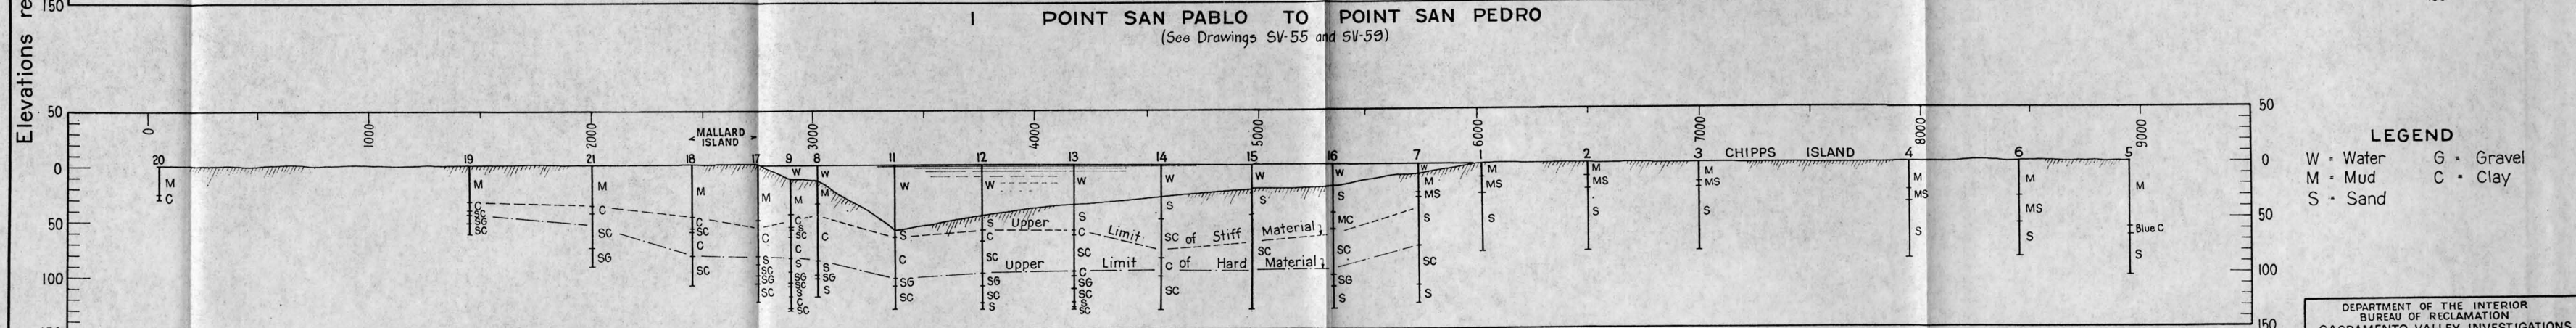 150
I POINT SAN PABLO TO POINT SAN PEDRO
(See Drawings SV-55 and SV-59)
Elevations re
50 0 1000 2000 3000 4000 5000 6000 7000 8000 9000 50
< MALLARD ISLAND >
20 19 21 18 17 9 8 11 12 13 14 15 16 7 1 2 3 CHIPPS ISLAND 4 6 5
0 0
50 50
100 100
150
M C
M C SC SG SC
M C SC SG
M C SC C SC
M C S SC SG SC
W M C S SC C S SG SC S C SC
W M C S SG S
W S C SG SC
W S C SC SG SC S
W S C SC C SG SC S SC
W S SC C SC
W S SC
W S MC SC SG S
W M MS S SC S
M MS S
M MS S
M MS S
M MS S
M MS S
M Blue C S
Upper Limit of Stiff Material
Upper Limit of Hard Material
LEGEND
W - Water G - Gravel
M - Mud C - Clay
S - Sand
DEPARTMENT OF THE INTERIOR
BUREAU OF RECLAMATION
SACRAMENTO VALLEY INVESTIGATIONS